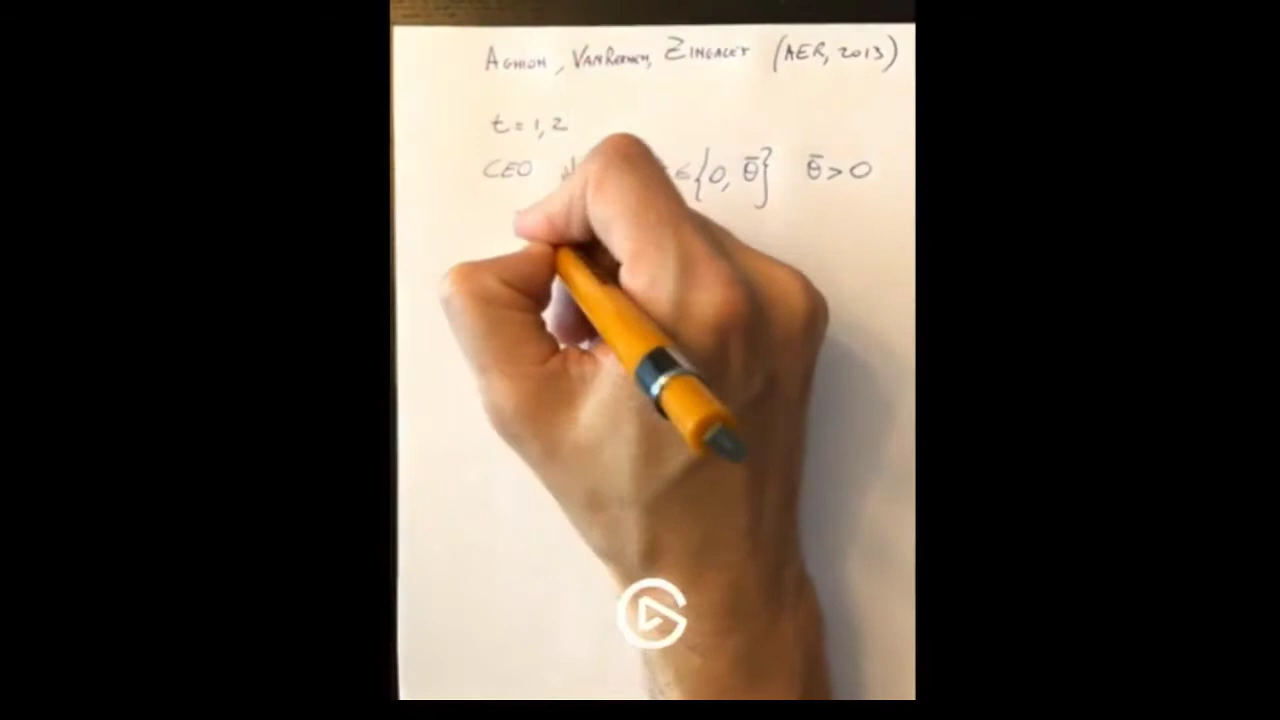 AGHION, VANREENEN, ZINGALES (AER, 2013)
t = 1, 2
CEO ∈ {0, θ̄} θ̄ > 0